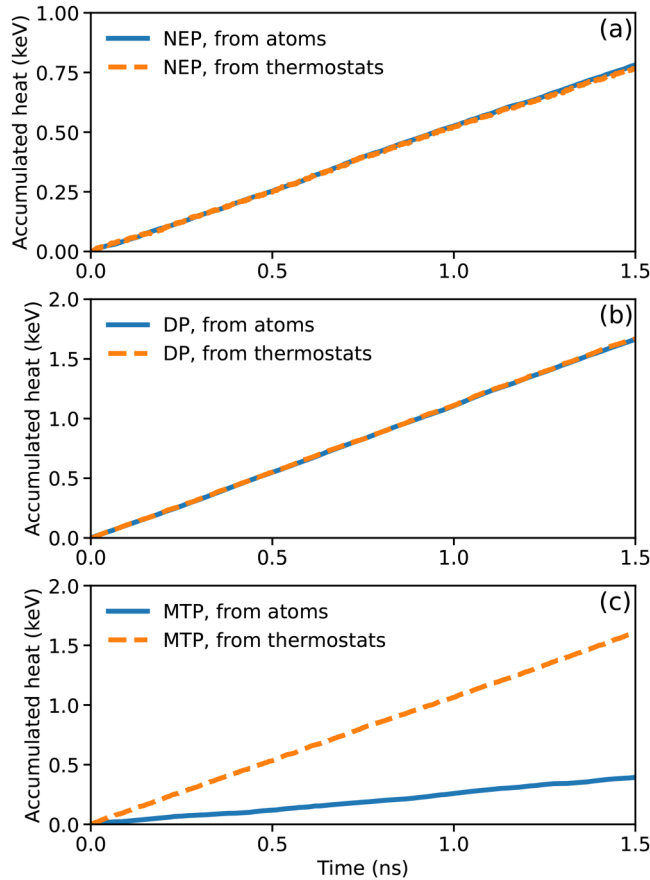 1.00
(a)
NEP, from atoms
NEP, from thermostats
0.75
0.50
0.25
0.00
Accumulated heat (keV)
0.0 0.5 1.0 1.5
2.0
(b)
DP, from atoms
DP, from thermostats
1.5
1.0
0.5
0.0
Accumulated heat (keV)
0.0 0.5 1.0 1.5
2.0
(c)
MTP, from atoms
MTP, from thermostats
1.5
1.0
0.5
0.0
Accumulated heat (keV)
0.0 0.5 1.0 1.5
Time (ns)